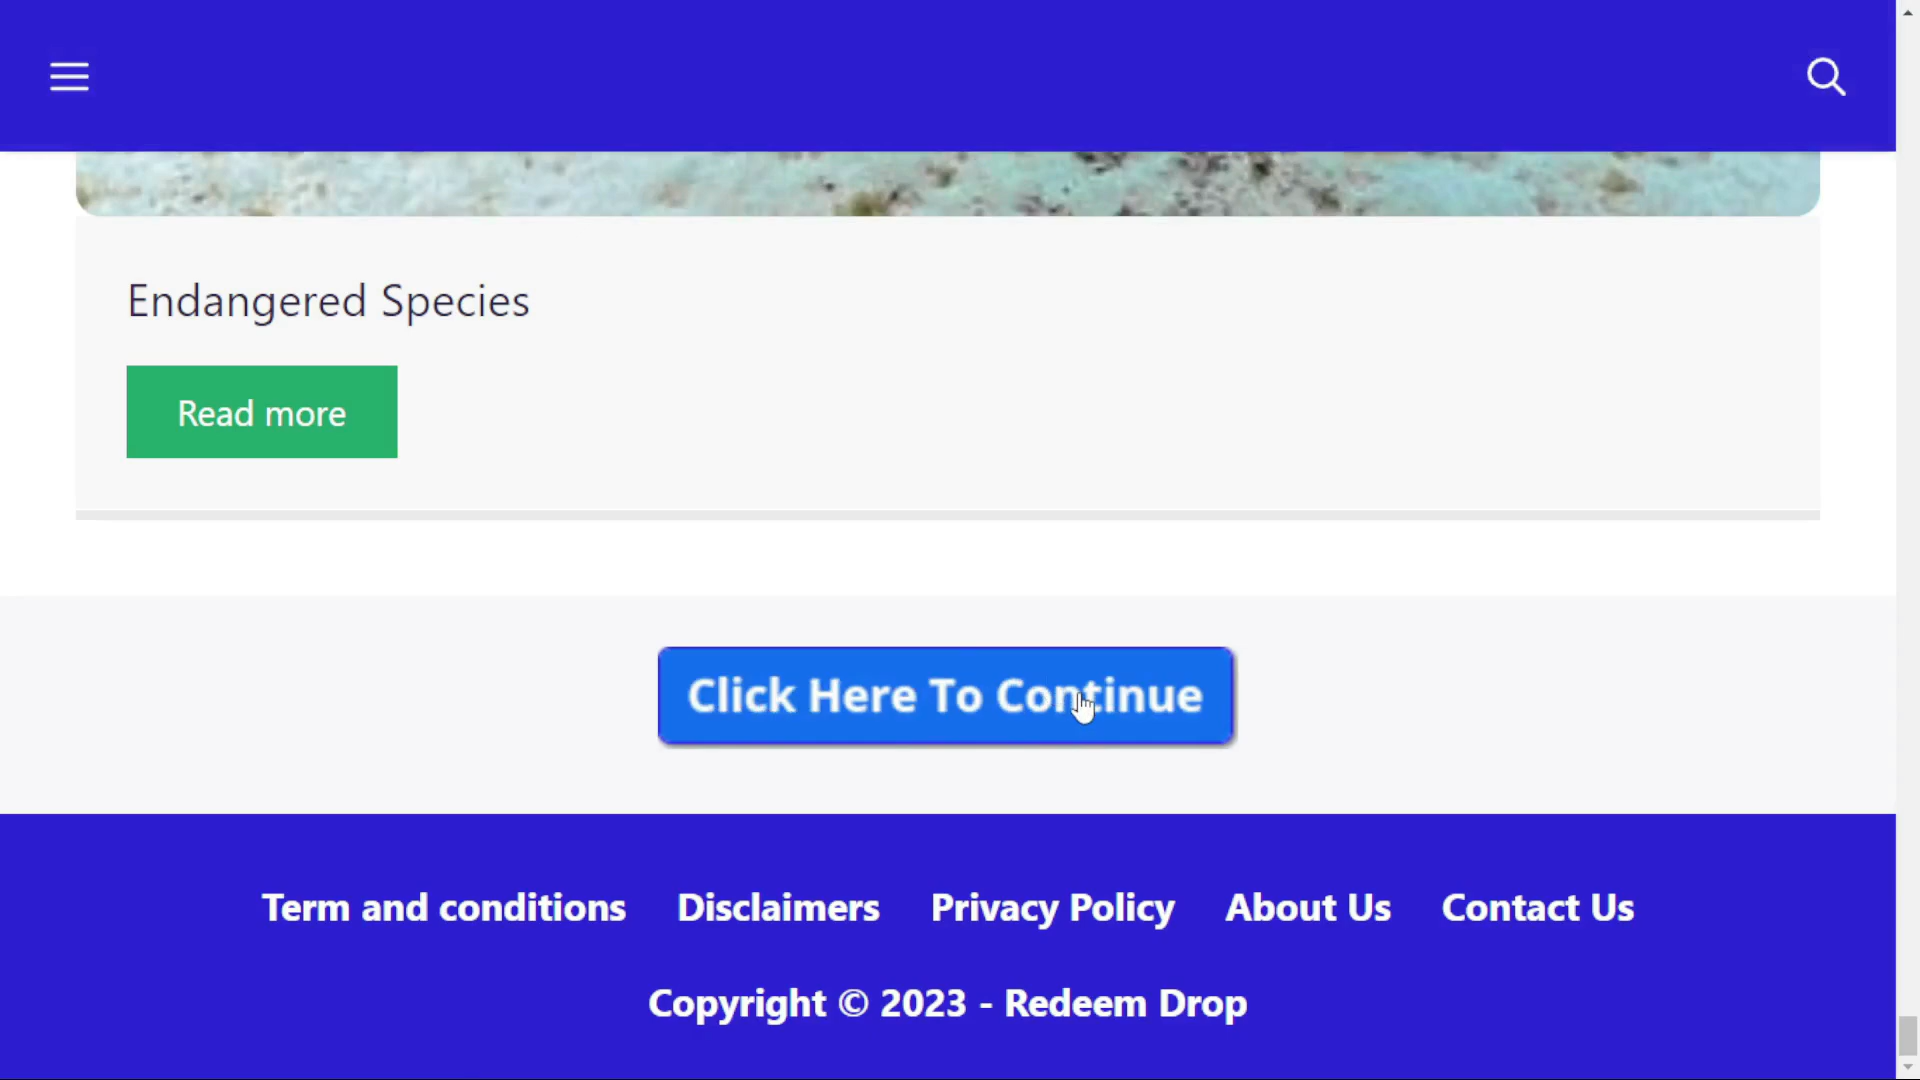 Endangered Species
Read more
Click Here To Continue
Term and conditions Disclaimers Privacy Policy About Us Contact Us
Copyright © 2023 - Redeem Drop